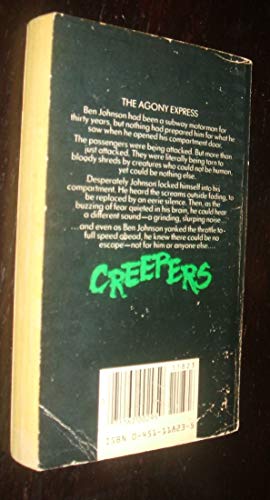 THE AGONY EXPRESS
Ben Johnson had been a subway motorman for
thirty years, but nothing had prepared him for what he
saw when he opened his compartment door.
The passengers were being attacked. But more than
just attacked. They were literally being torn to
bloody shreds by creatures who could not be human,
yet could be nothing else.
Desperately Johnson locked himself into his
compartment. He heard the screams outside fading, to
be replaced by an eerie silence. Then, as the
buzzing of fear quieted in his brain, he could hear
a different sound—a grinding, slurping noise...
...and even as Ben Johnson yanked the throttle to
full speed ahead, he knew there could be no
escape—not for him or anyone else....
CREEPERS
11823
ISBN 0-451-11823-5